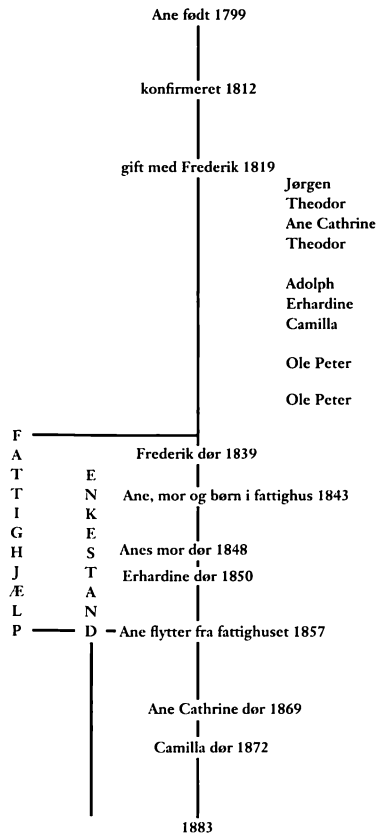 Ane født 1799
konfirmeret 1812
gift med Frederik 1819
Jørgen
Theodor
Ane Cathrine
Theodor
Adolph
Erhardine
Camilla
Ole Peter
Ole Peter
FATTIGHJÆLP
Frederik dør 1839
ENKESTAND
Ane, mor og børn i fattighus 1843
Anes mor dør 1848
Erhardine dør 1850
Ane flytter fra fattighuset 1857
Ane Cathrine dør 1869
Camilla dør 1872
1883